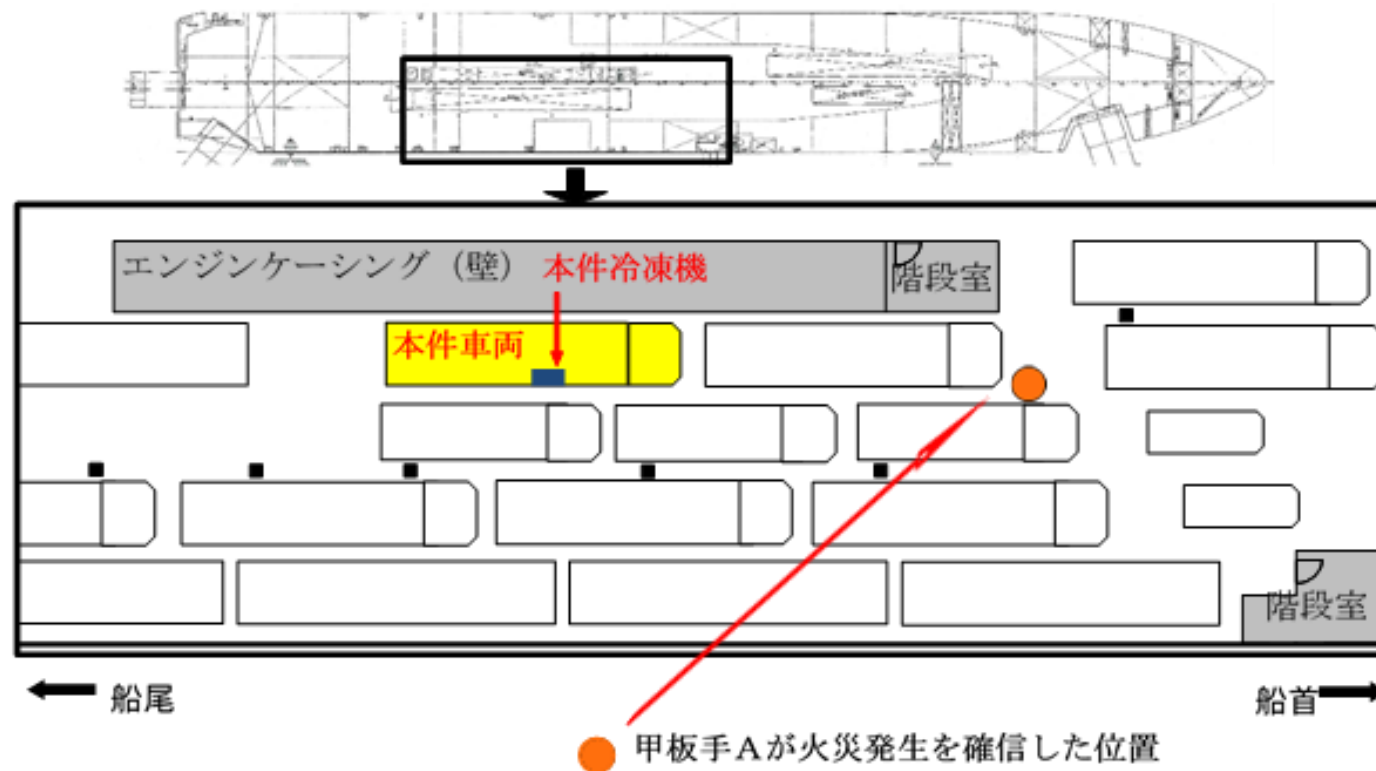 エンジンケーシング（壁）
本件冷凍機
階段室
本件車両
階段室
船尾
船首
甲板手Ａが火災発生を確信した位置